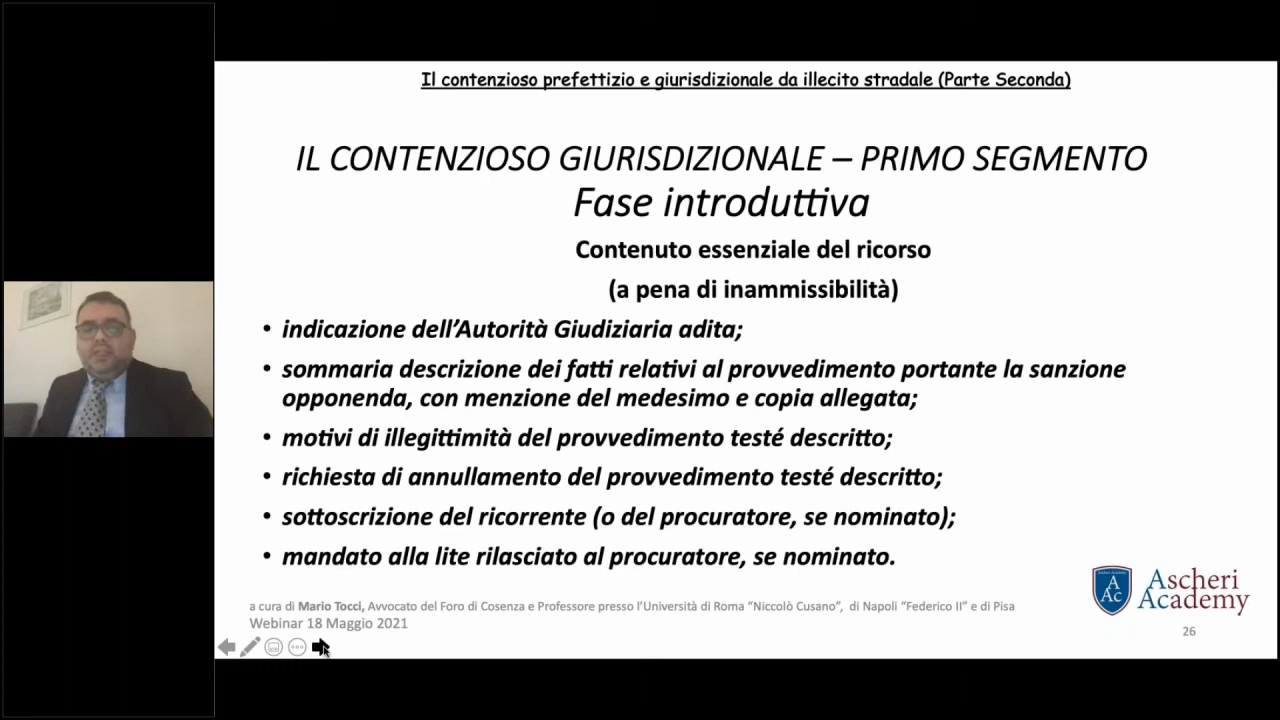 Il contenzioso prefettizio e giurisdizionale da illecito stradale (Parte Seconda)
IL CONTENZIOSO GIURISDIZIONALE – PRIMO SEGMENTO
Fase introduttiva
Contenuto essenziale del ricorso
(a pena di inammissibilità)
• indicazione dell’Autorità Giudiziaria adita;
• sommaria descrizione dei fatti relativi al provvedimento portante la sanzione
opponenda, con menzione del medesimo e copia allegata;
• motivi di illegittimità del provvedimento testé descritto;
• richiesta di annullamento del provvedimento testé descritto;
• sottoscrizione del ricorrente (o del procuratore, se nominato);
• mandato alla lite rilasciato al procuratore, se nominato.
a cura di Mario Tocci, Avvocato del Foro di Cosenza e Professore presso l’Università di Roma “Niccolò Cusano”, di Napoli “Federico II” e di Pisa
Webinar 18 Maggio 2021
A
Ac
Ascheri
Academy
26